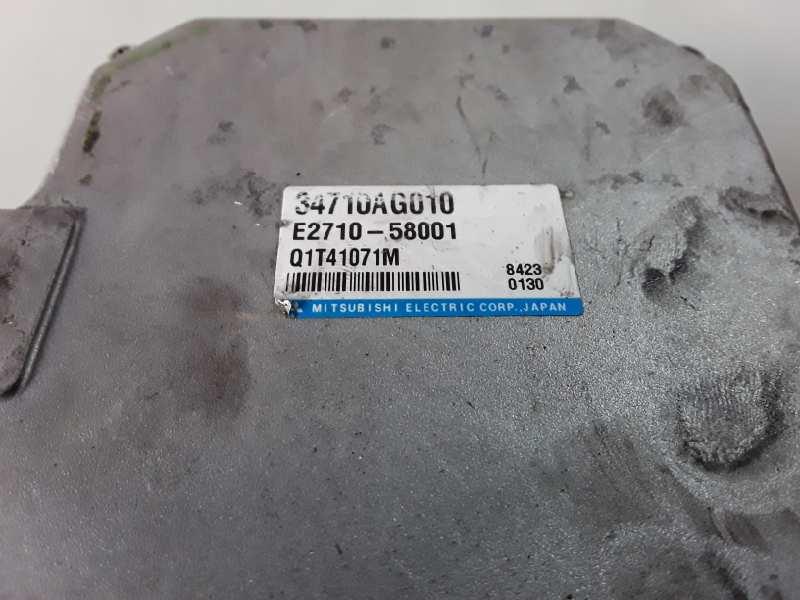 34710AG010
E2710-58001
Q1T41071M
8423
0130
MITSUBISHI ELECTRIC CORP., JAPAN